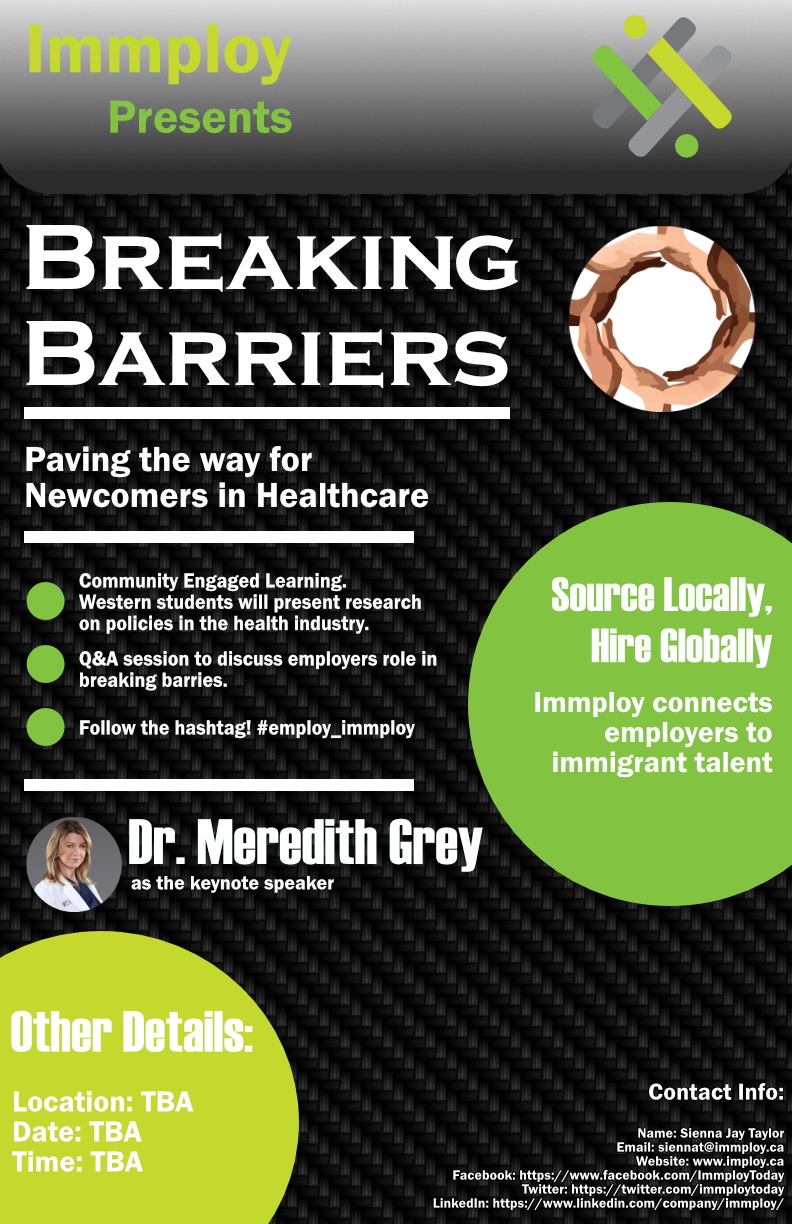 Immploy
Presents
BREAKING
BARRIERS
Paving the way for
Newcomers in Healthcare
Community Engaged Learning.
Western students will present research
on policies in the health industry.
Q&A session to discuss employers role in
breaking barries.
Follow the hashtag! #employ_immploy
Source Locally,
Hire Globally
Immploy connects
employers to
immigrant talent
Dr. Meredith Grey
as the keynote speaker
Other Details:
Location: TBA
Date: TBA
Time: TBA
Contact Info:
Name: Sienna Jay Taylor
Email: siennat@immploy.ca
Website: www.imploy.ca
Facebook: https://www.facebook.com/ImmployToday
Twitter: https://twitter.com/immploytoday
LinkedIn: https://www.linkedin.com/company/immploy/